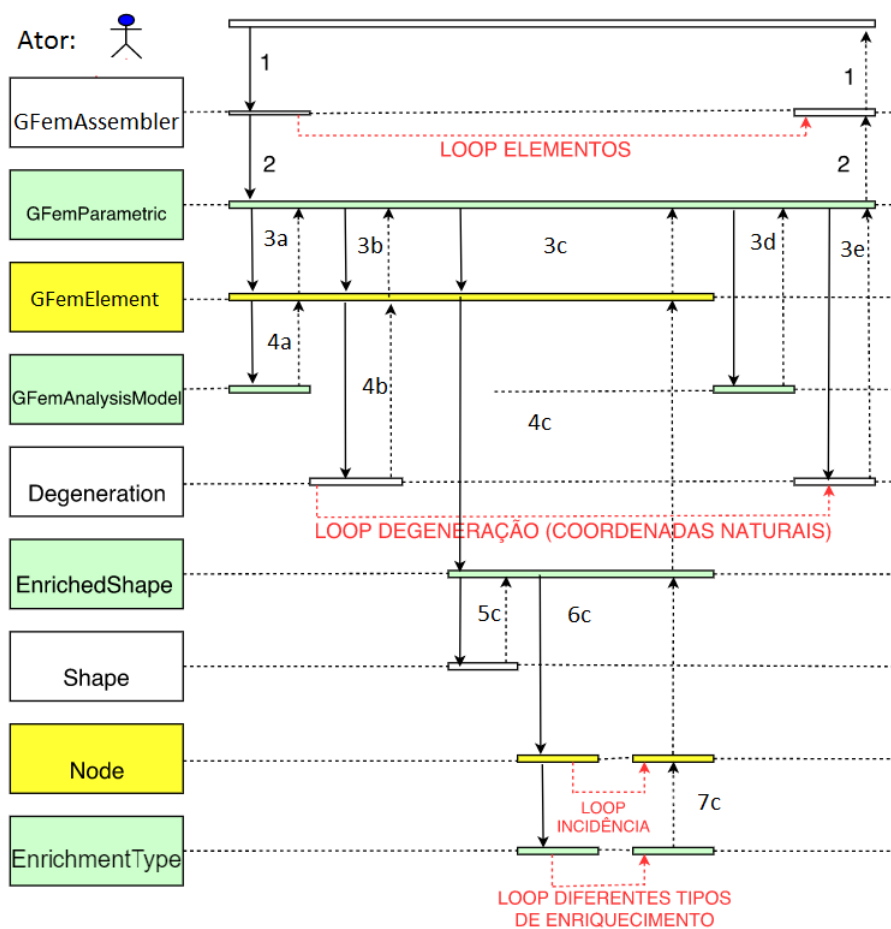 Ator:
1
1
GFemAssembler
LOOP ELEMENTOS
2
2
GFemParametric
3a
3b
3c
3d
3e
GFemElement
4a
4b
GFemAnalysisModel
4c
Degeneration
LOOP DEGENERAÇÃO (COORDENADAS NATURAIS)
EnrichedShape
5c
6c
Shape
Node
7c
LOOP
INCIDÊNCIA
EnrichmentType
LOOP DIFERENTES TIPOS
DE ENRIQUECIMENTO